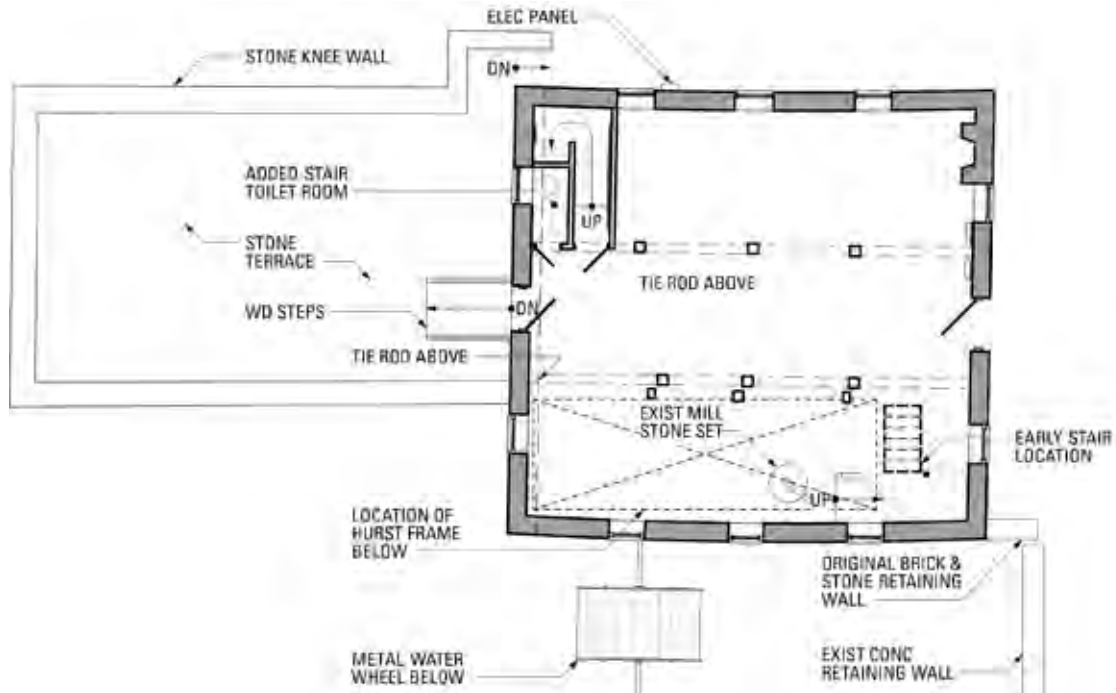 ELEC PANEL
STONE KNEE WALL
DN
ADDED STAIR
TOILET ROOM
UP
STONE
TERRACE
TIE ROD ABOVE
WD STEPS
DN
TIE ROD ABOVE
EXIST MILL
STONE SET
EARLY STAIR
LOCATION
UP
LOCATION OF
HURST FRAME
BELOW
ORIGINAL BRICK &
STONE RETAINING
WALL
METAL WATER
WHEEL BELOW
EXIST CONC
RETAINING WALL